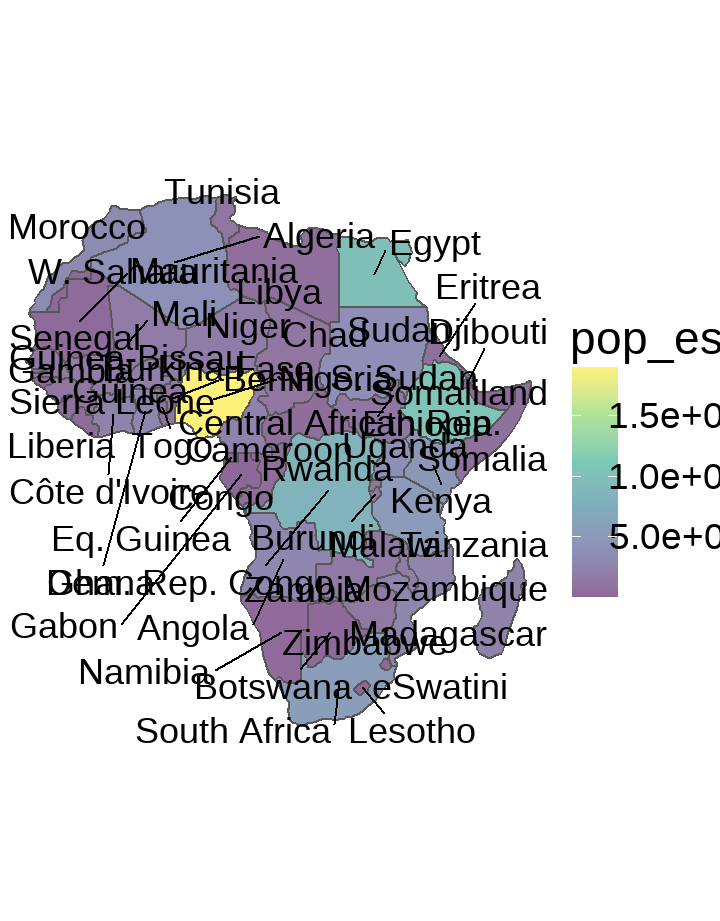 Tunisia
Morocco
Algeria
Egypt
W. Sahara
Mauritania
Libya
Eritrea
Mali
Niger
Chad
Sudan
Djibouti
Senegal
Guinea-Bissau
Gambia
Burkina Faso
Benin
Nigeria
S. Sudan
Guinea
Somaliland
Sierra Leone
Central African Rep.
Ethiopia
Liberia
Togo
Cameroon
Uganda
Somalia
Rwanda
Côte d'Ivoire
Congo
Kenya
Eq. Guinea
Burundi
Malawi
Tanzania
Ghana
Dem. Rep. Congo
Zambia
Mozambique
Gabon
Angola
Zimbabwe
Madagascar
Namibia
Botswana
eSwatini
South Africa
Lesotho
pop_es
1.5e+0
1.0e+0
5.0e+0